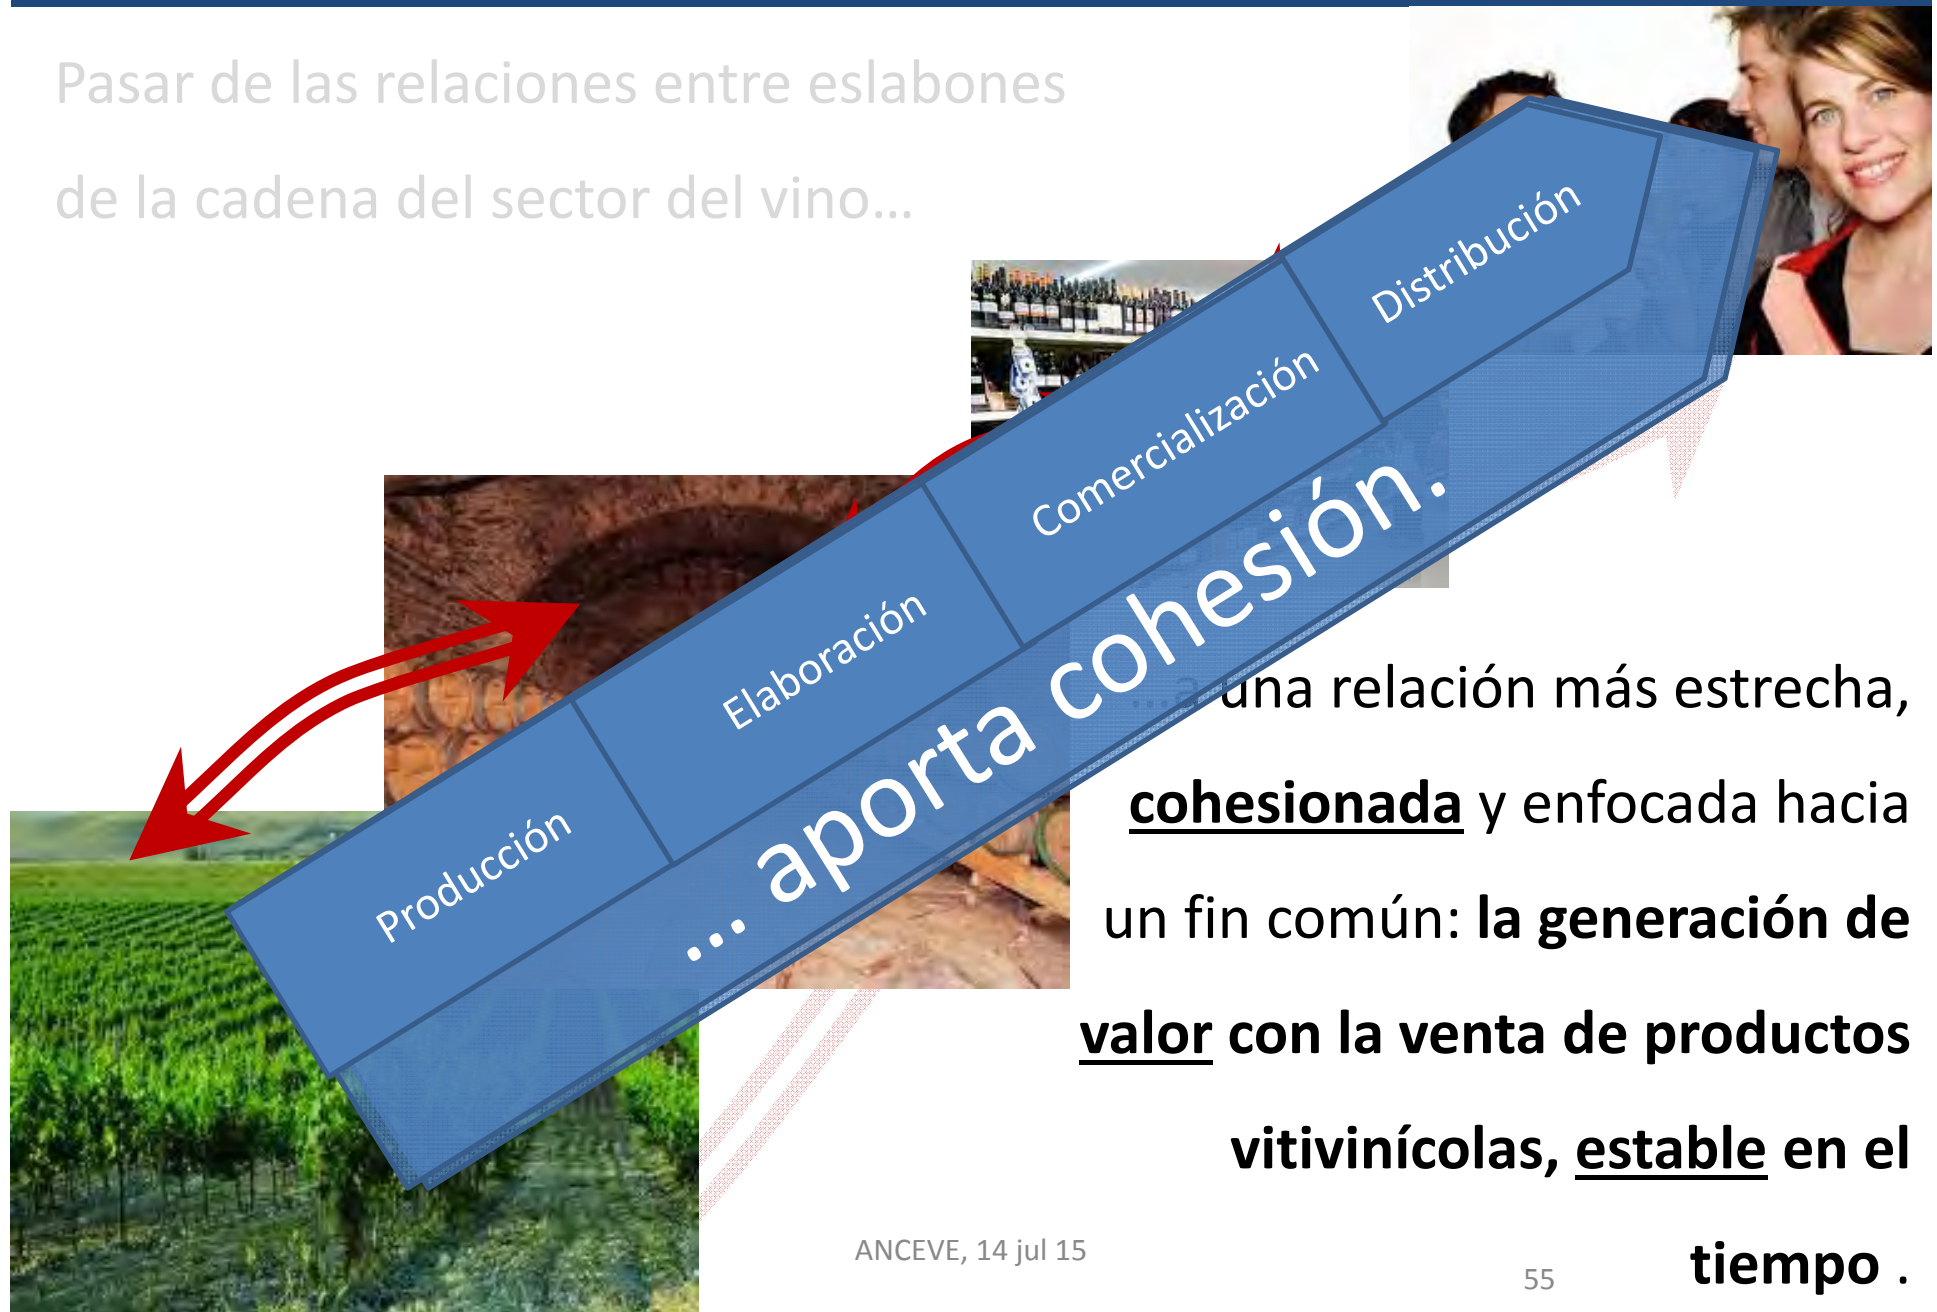 Pasar de las relaciones entre eslabones
de la cadena del sector del vino…
Distribución
Comercialización
Elaboración
Producción
… aporta cohesión.
…a una relación más estrecha,
cohesionada y enfocada hacia
un fin común: la generación de
valor con la venta de productos
vitivinícolas, estable en el
tiempo .
ANCEVE, 14 jul 15
55